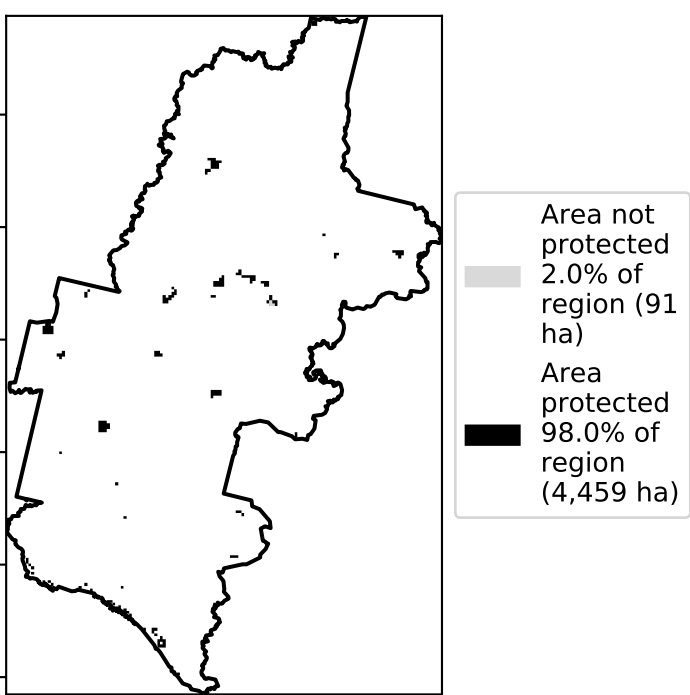 Area not
protected
2.0% of
region (91
ha)
Area
protected
98.0% of
region
(4,459 ha)